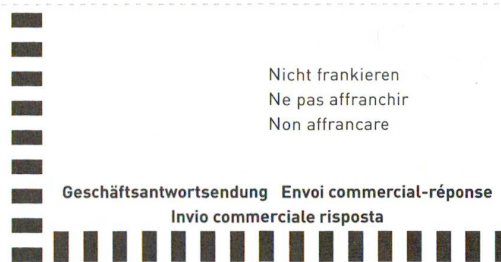 Nicht frankieren
Ne pas affranchir
Non affrancare
Geschäftsantwortsendung Envoi commercial-réponse
Invio commerciale risposta